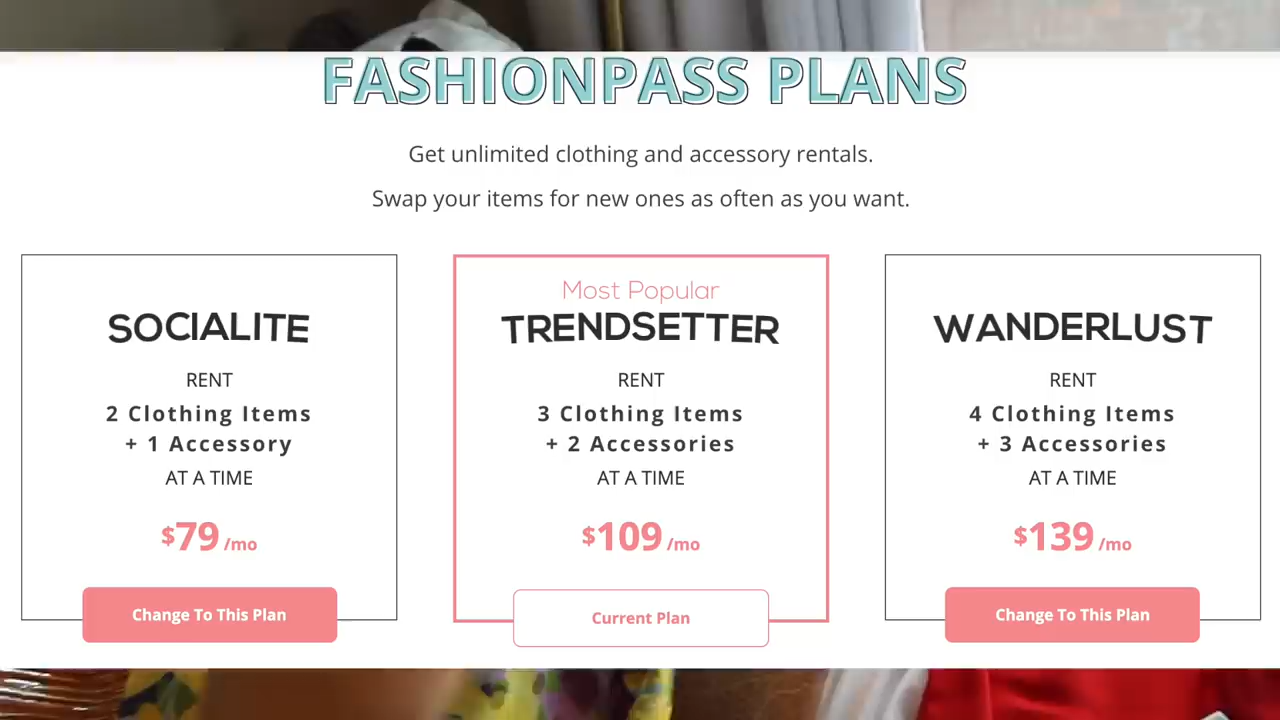 FASHIONPASS PLANS
Get unlimited clothing and accessory rentals.
Swap your items for new ones as often as you want.
SOCIALITE
RENT
2 Clothing Items
+ 1 Accessory
AT A TIME
$79 /mo
Change To This Plan
Most Popular
TRENDSETTER
RENT
3 Clothing Items
+ 2 Accessories
AT A TIME
$109 /mo
Current Plan
WANDERLUST
RENT
4 Clothing Items
+ 3 Accessories
AT A TIME
$139 /mo
Change To This Plan